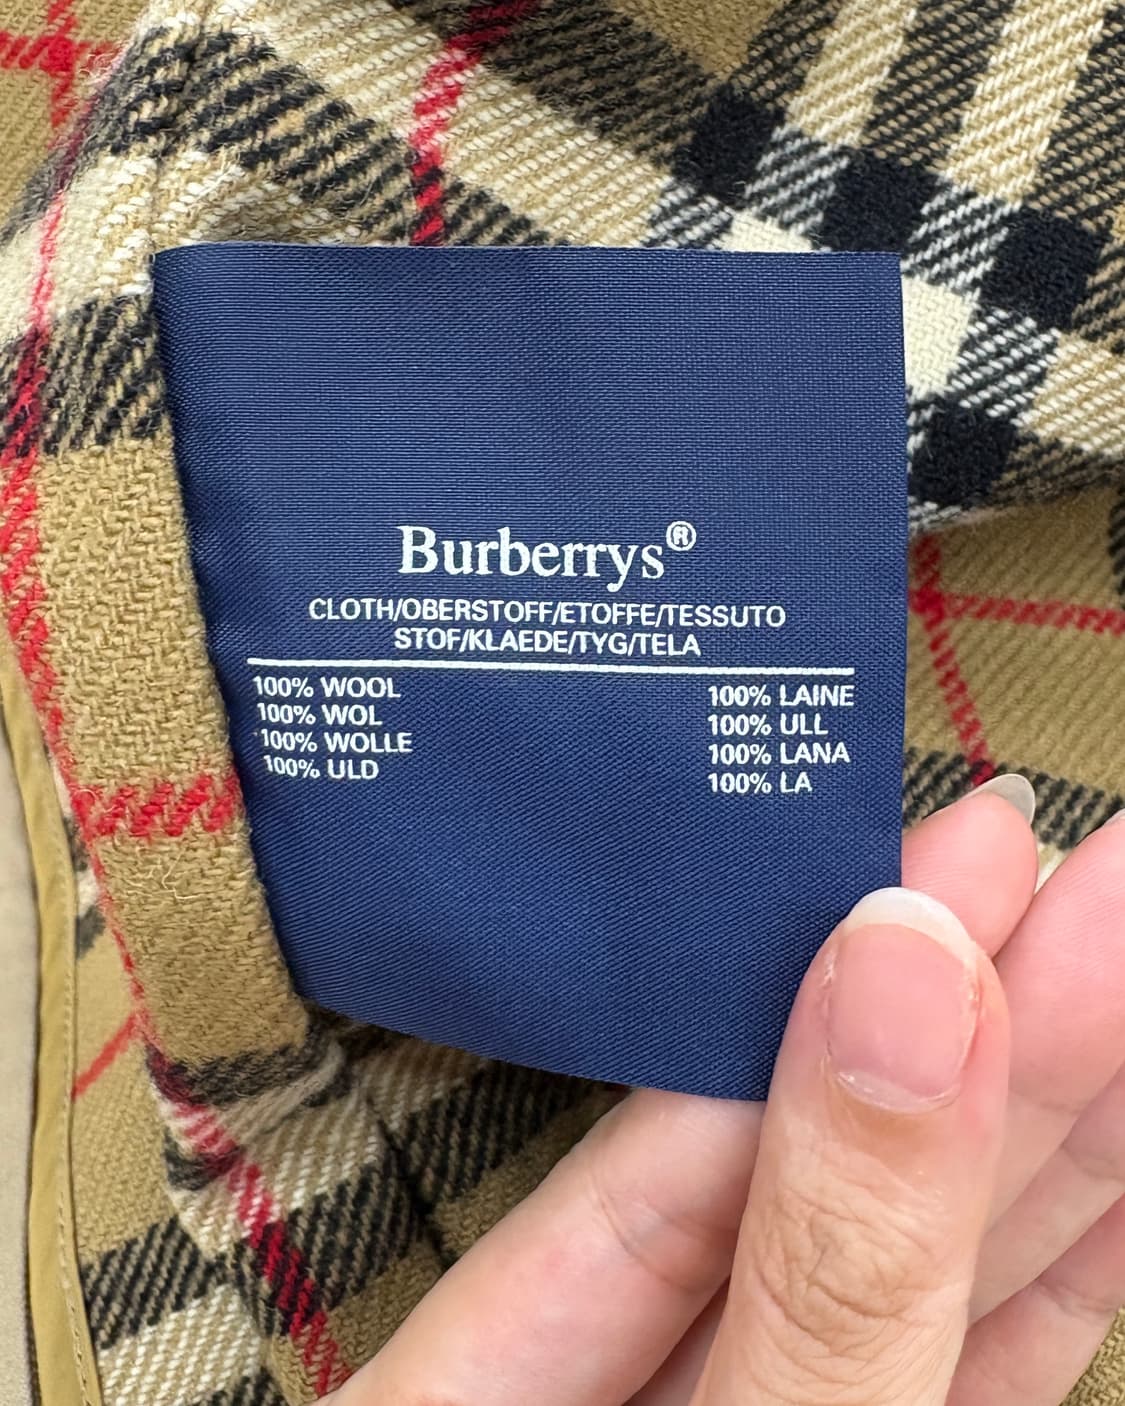 Burberrys®
CLOTH/OBERSTOFF/ETOFFE/TESSUTO
STOF/KLAEDE/TYG/TELA
100% WOOL
100% WOL
100% WOLLE
100% ULD
100% LAINE
100% ULL
100% LANA
100% LA